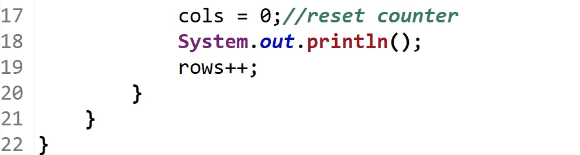 17 cols = 0;//reset counter
18 System.out.println();
19 rows++;
20 }
21 }
22 }